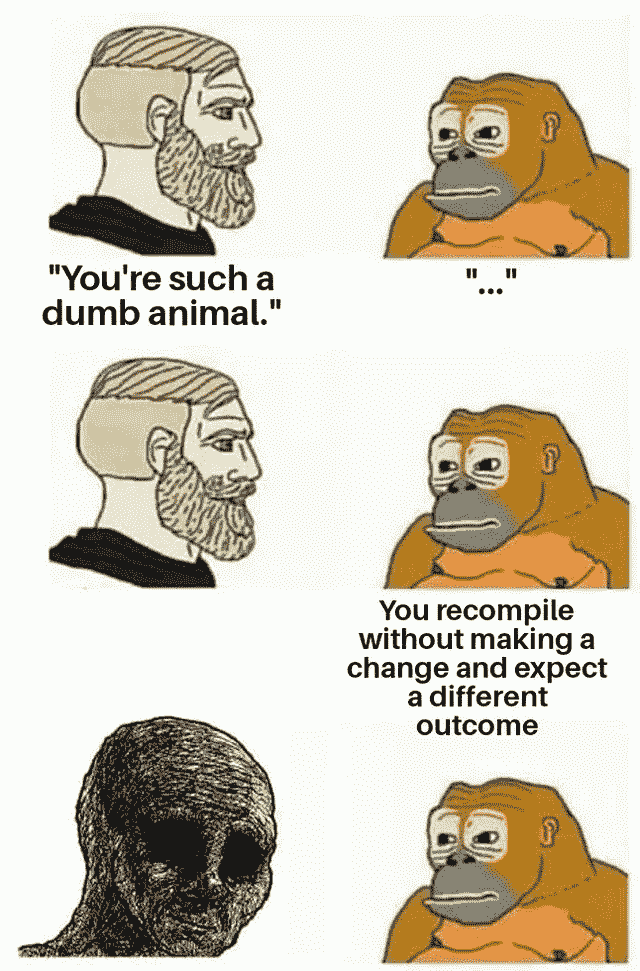 "You're such a
dumb animal."
"..."
You recompile
without making a
change and expect
a different
outcome